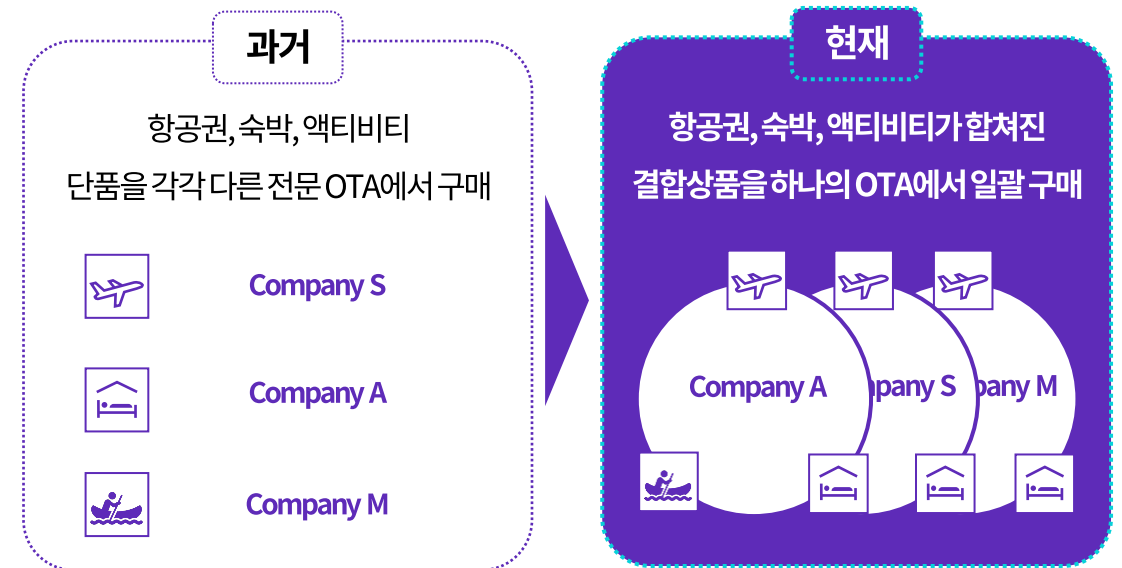 과거
항공권, 숙박, 액티비티
단품을 각각 다른 전문 OTA에서 구매
Company S
Company A
Company M
현재
항공권, 숙박, 액티비티가 합쳐진
결합상품을 하나의 OTA에서 일괄 구매
Company A
pany S
pany M